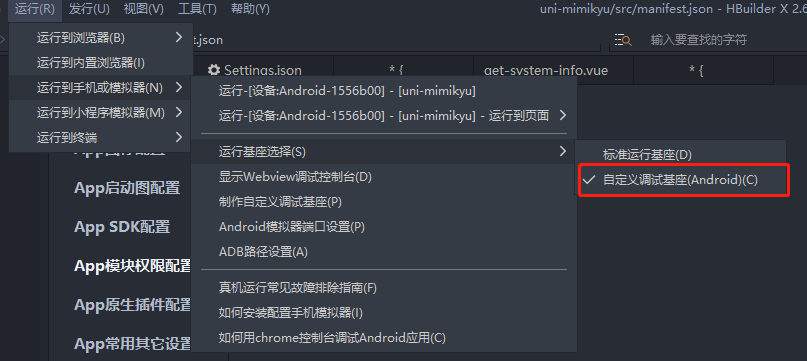 运行(R) 发行(U) 视图(V) 工具(T) 帮助(Y) uni-mimikyu/src/manifest.json - HBuilder X 2.6
运行到浏览器(B) t.json 输入要查找的字符
运行到内置浏览器(I) Settings.json * { get-system-info.vue * {
运行到手机或模拟器(N) 运行-[设备:Android-1556b00] - [uni-mimikyu]
运行到小程序模拟器(M) 运行-[设备:Android-1556b00] - [uni-mimikyu] - 运行到页面
运行到终端
运行基座选择(S) 标准运行基座(D)
显示Webview调试控制台(D) 自定义调试基座(Android)(C)
App启动图配置
制作自定义调试基座(P)
App SDK配置 Android模拟器端口设置(P)
ADB路径设置(A)
App模块权限配置
真机运行常见故障排除指南(F)
App原生插件配置
如何安装配置手机模拟器(I)
App常用其它设置 如何用chrome控制台调试Android应用(C)